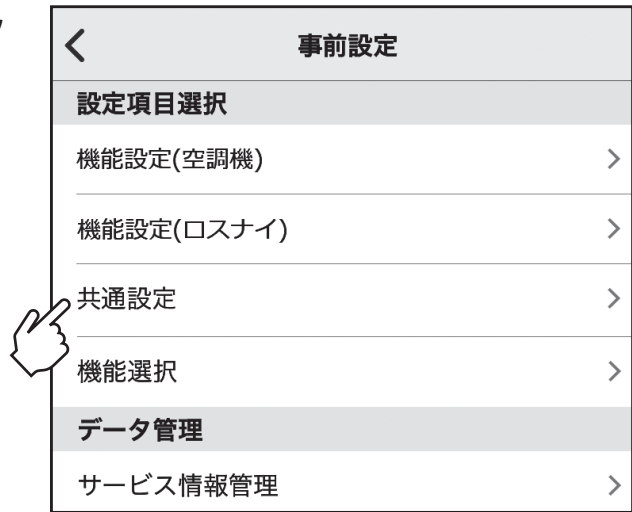 事前設定
設定項目選択
機能設定(空調機)
機能設定(ロスナイ)
共通設定
機能選択
データ管理
サービス情報管理